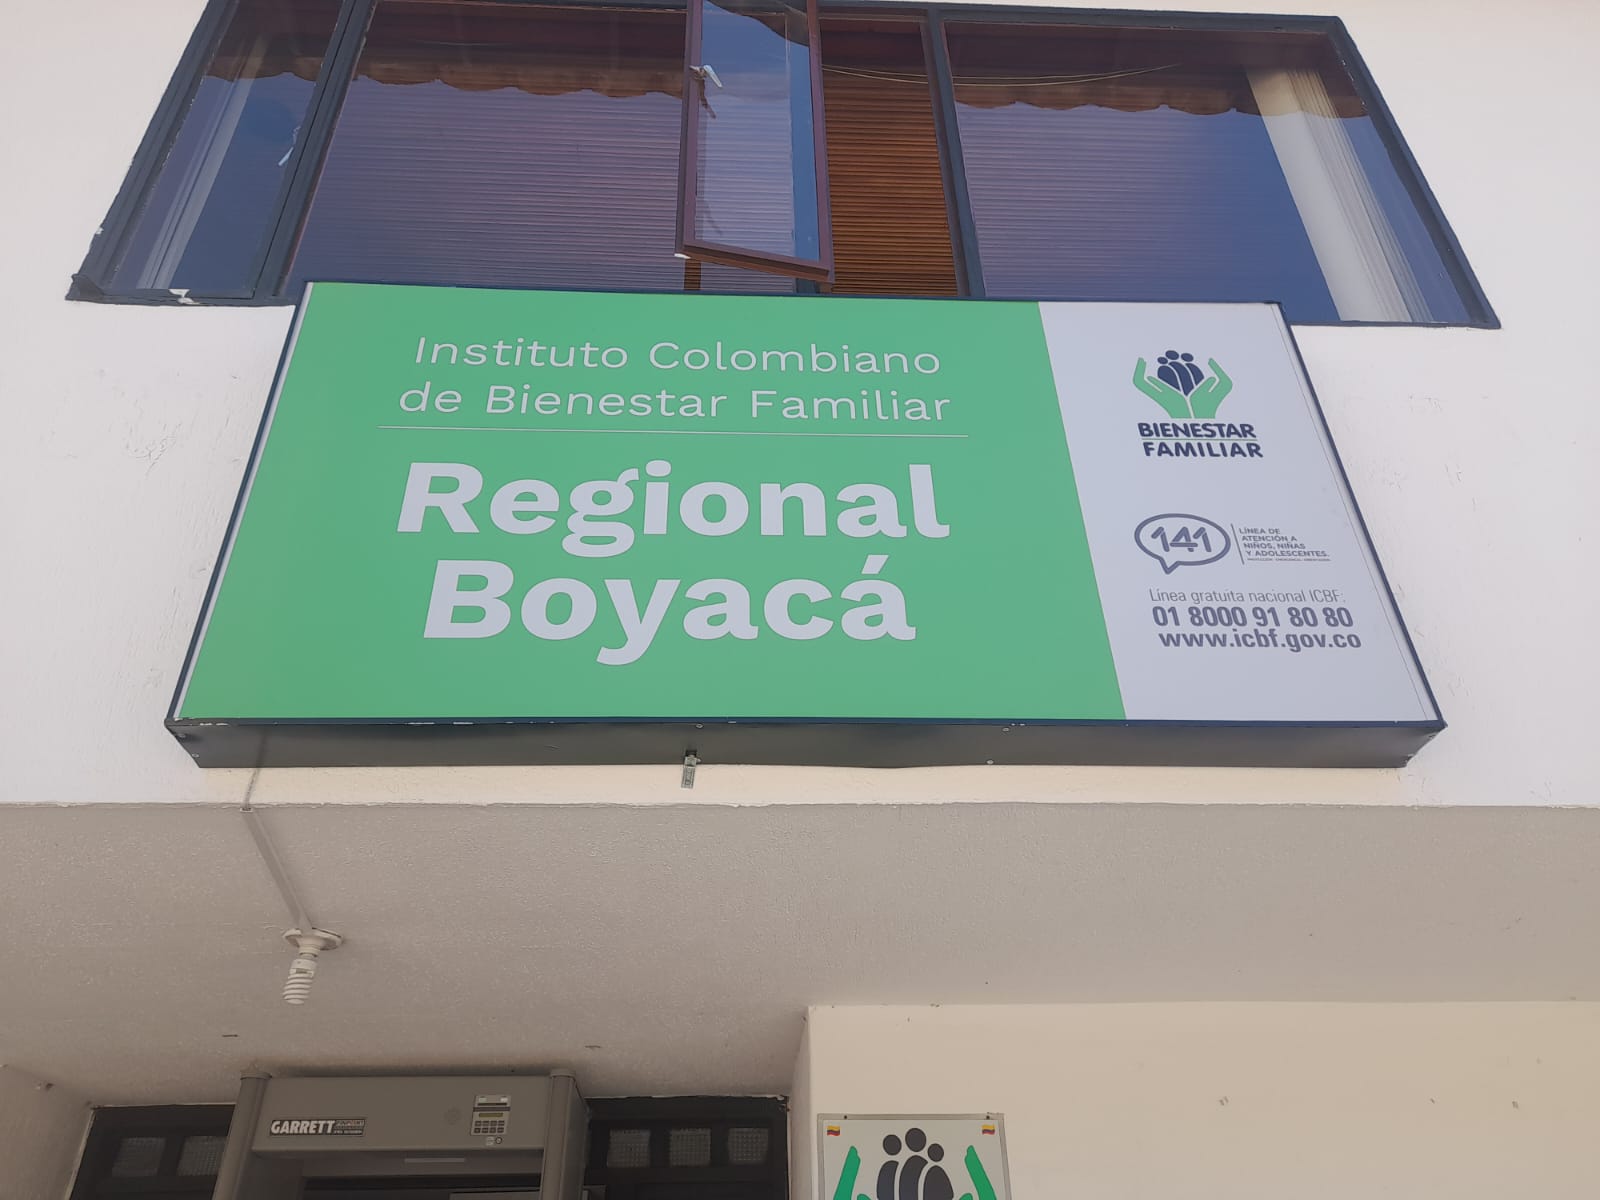 Instituto Colombiano
de Bienestar Familiar
Regional
Boyacá
BIENESTAR
FAMILIAR
141
LÍNEA DE
ATENCIÓN A
NIÑOS, NIÑAS
Y ADOLESCENTES.
Línea gratuita nacional ICBF:
01 8000 91 80 80
www.icbf.gov.co
GARRETT